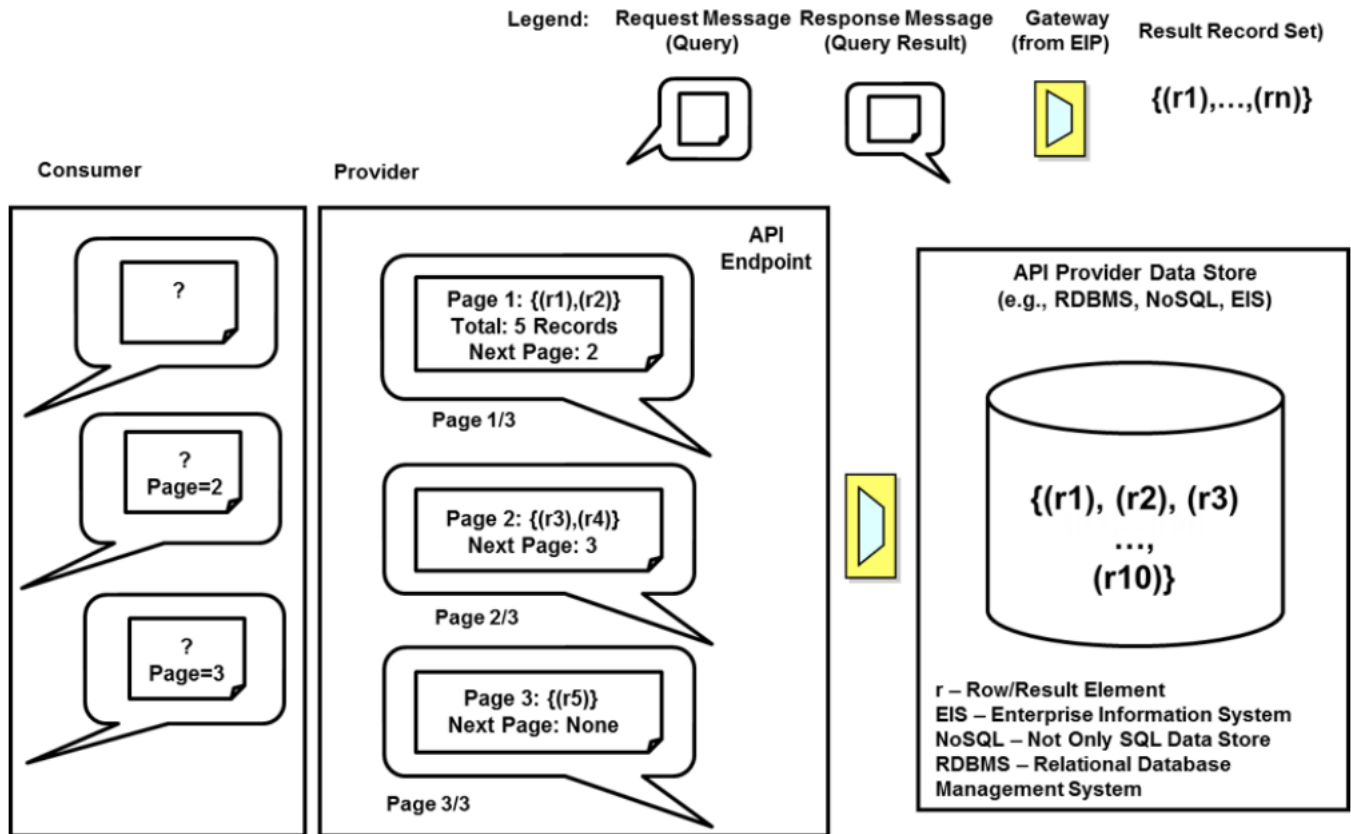 Legend:
Request Message
(Query)
Response Message
(Query Result)
Gateway
(from EIP)
Result Record Set)
{(r1),...,(rn)}
Consumer
Provider
?
?
Page=2
?
Page=3
API
Endpoint
Page 1: {(r1),(r2)}
Total: 5 Records
Next Page: 2
Page 1/3
Page 2: {(r3),(r4)}
Next Page: 3
Page 2/3
Page 3: {(r5)}
Next Page: None
Page 3/3
API Provider Data Store
(e.g., RDBMS, NoSQL, EIS)
{(r1), (r2), (r3)
...,
(r10)}
r – Row/Result Element
EIS – Enterprise Information System
NoSQL – Not Only SQL Data Store
RDBMS – Relational Database
Management System